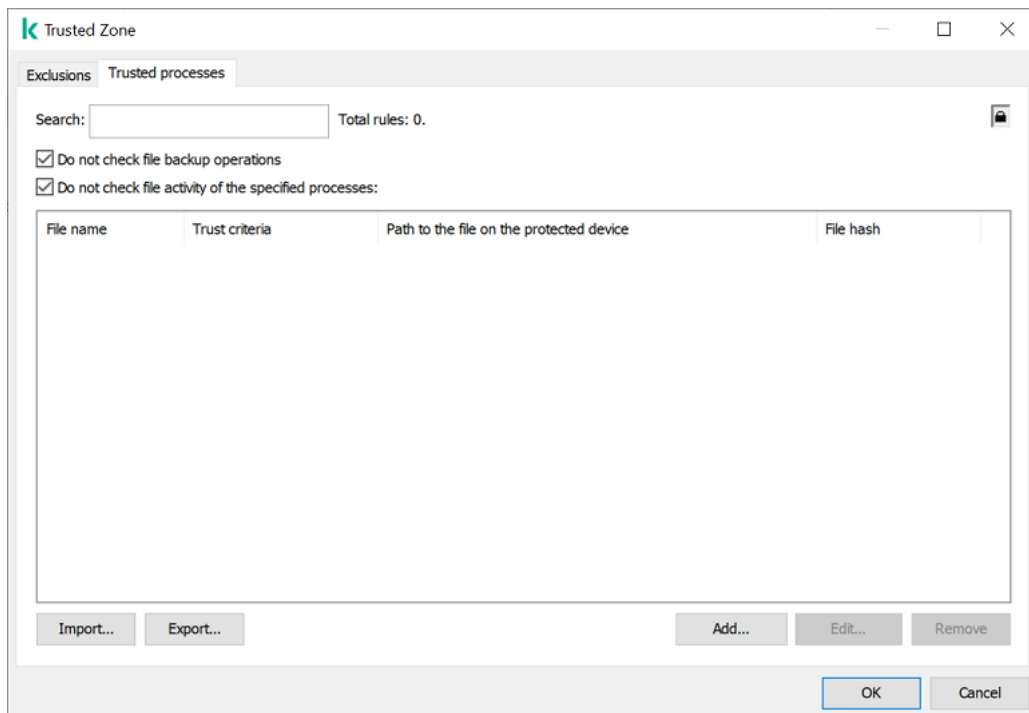 Trusted Zone
Exclusions Trusted processes
Search: Total rules: 0.
Do not check file backup operations
Do not check file activity of the specified processes:
File name Trust criteria Path to the file on the protected device File hash
Import... Export... Add... Edit... Remove
OK Cancel